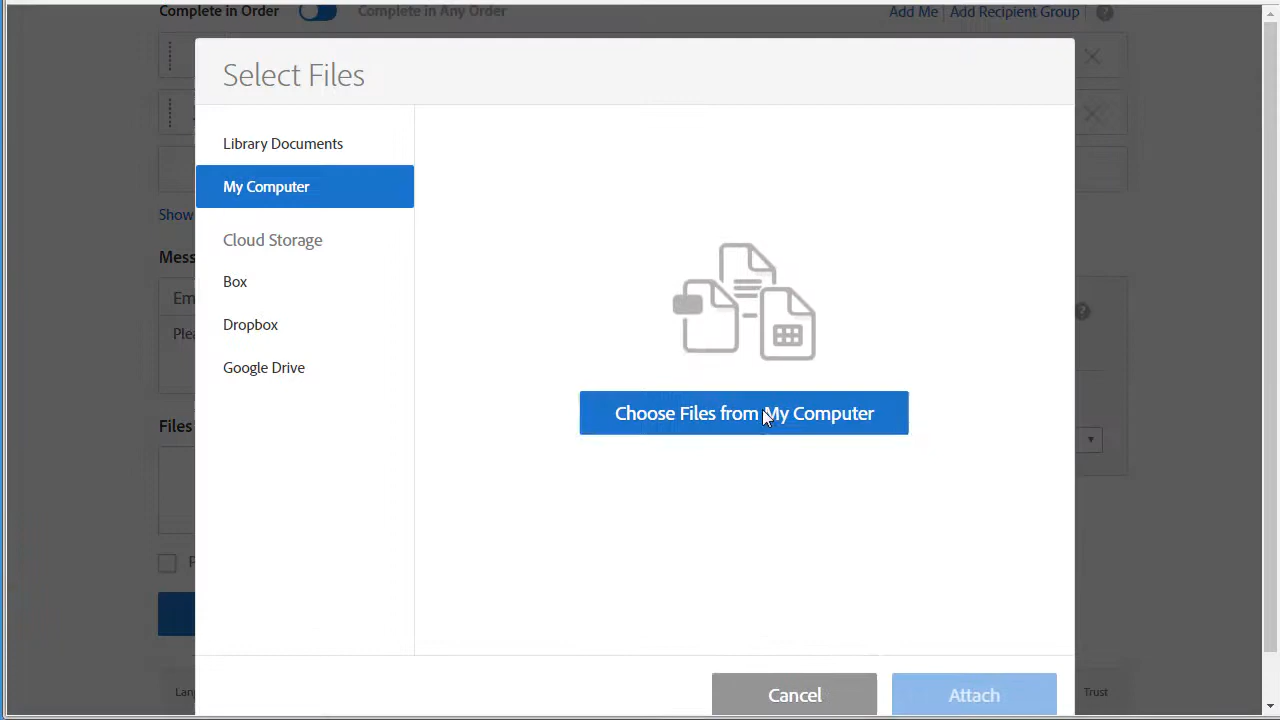 Complete in Order Complete in Any Order Add Me | Add Recipient Group ?
Select Files
Library Documents
My Computer
Cloud Storage
Box
Dropbox
Google Drive
Choose Files from My Computer
Show
Mess
Em
Plea
Files
?
Cancel Attach
Lan
Trust